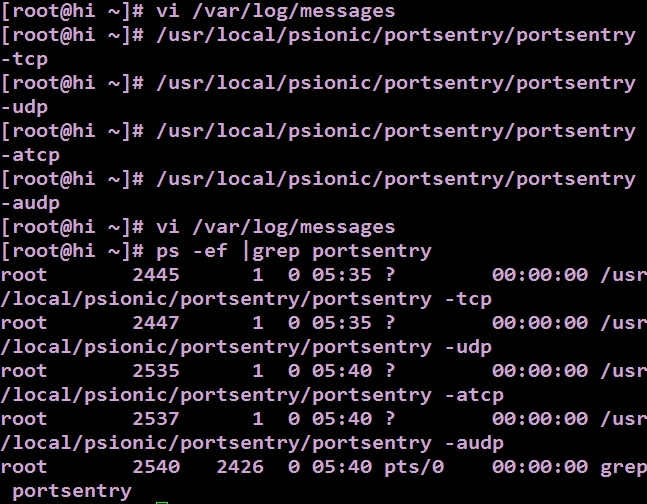 [root@hi ~]# vi /var/log/messages
[root@hi ~]# /usr/local/psionic/portsentry/portsentry
-tcp
[root@hi ~]# /usr/local/psionic/portsentry/portsentry
-udp
[root@hi ~]# /usr/local/psionic/portsentry/portsentry
-atcp
[root@hi ~]# /usr/local/psionic/portsentry/portsentry
-audp
[root@hi ~]# vi /var/log/messages
[root@hi ~]# ps -ef |grep portsentry
root       2445      1  0 05:35 ?        00:00:00 /usr
/local/psionic/portsentry/portsentry -tcp
root       2447      1  0 05:35 ?        00:00:00 /usr
/local/psionic/portsentry/portsentry -udp
root       2535      1  0 05:40 ?        00:00:00 /usr
/local/psionic/portsentry/portsentry -atcp
root       2537      1  0 05:40 ?        00:00:00 /usr
/local/psionic/portsentry/portsentry -audp
root       2540   2426  0 05:40 pts/0    00:00:00 grep
 portsentry